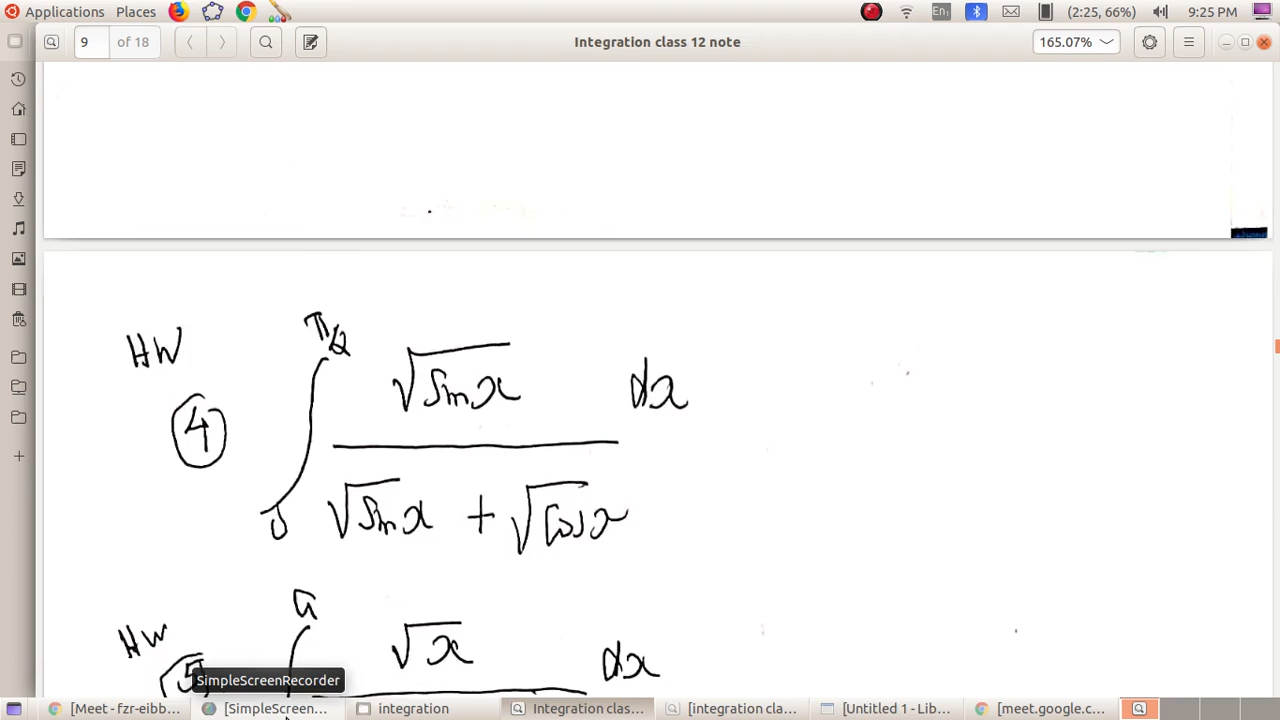 Applications Places En₁ (2:25, 66%) 9:25 PM
9 of 18 Integration class 12 note 165.07%
HW
π/2
√sinx dx
④ ∫
0 √sinx + √cosx
a
HW √x dx
⑤ ∫
SimpleScreenRecorder
[Meet - fzr-eibb... [SimpleScreen... integration Integration clas... [integration cla... [Untitled 1 - Lib... [meet.google.c...